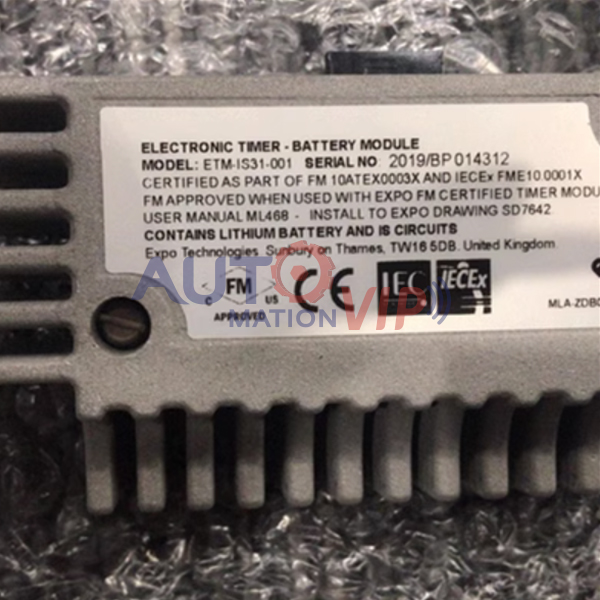 ELECTRONIC TIMER - BATTERY MODULE
MODEL: ETM-IS31-001 SERIAL NO: 2019/BP 014312
CERTIFIED AS PART OF FM 10ATEX0003X AND IECEx FME10.0001X
FM APPROVED WHEN USED WITH EXPO FM CERTIFIED TIMER MODU
USER MANUAL ML468 - INSTALL TO EXPO DRAWING SD7642.
CONTAINS LITHIUM BATTERY AND IS CIRCUITS
Expo Technologies, Sunbury on Thames, TW16 5DB. United Kingdom.
C FM US
APPROVED
CE
IEC
IECEx
MLA-ZDB0
AUTO
MATION VIP